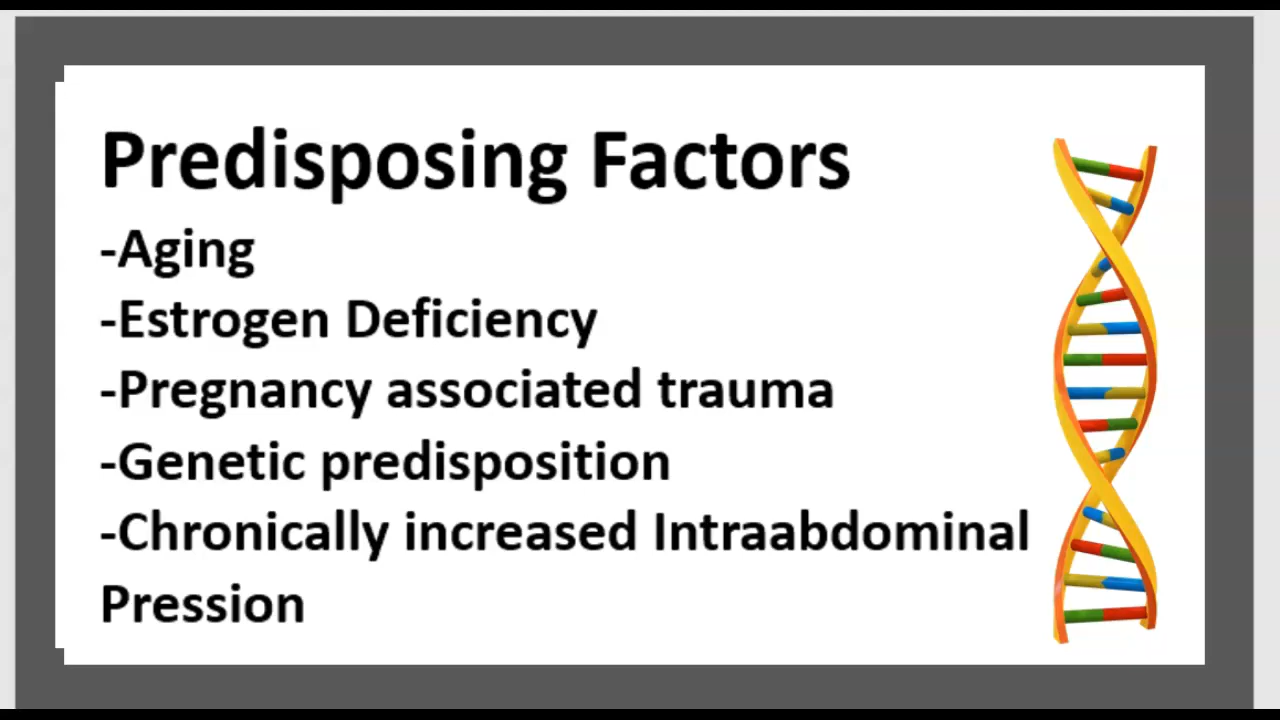 Predisposing Factors
-Aging
-Estrogen Deficiency
-Pregnancy associated trauma
-Genetic predisposition
-Chronically increased Intraabdominal
Pression